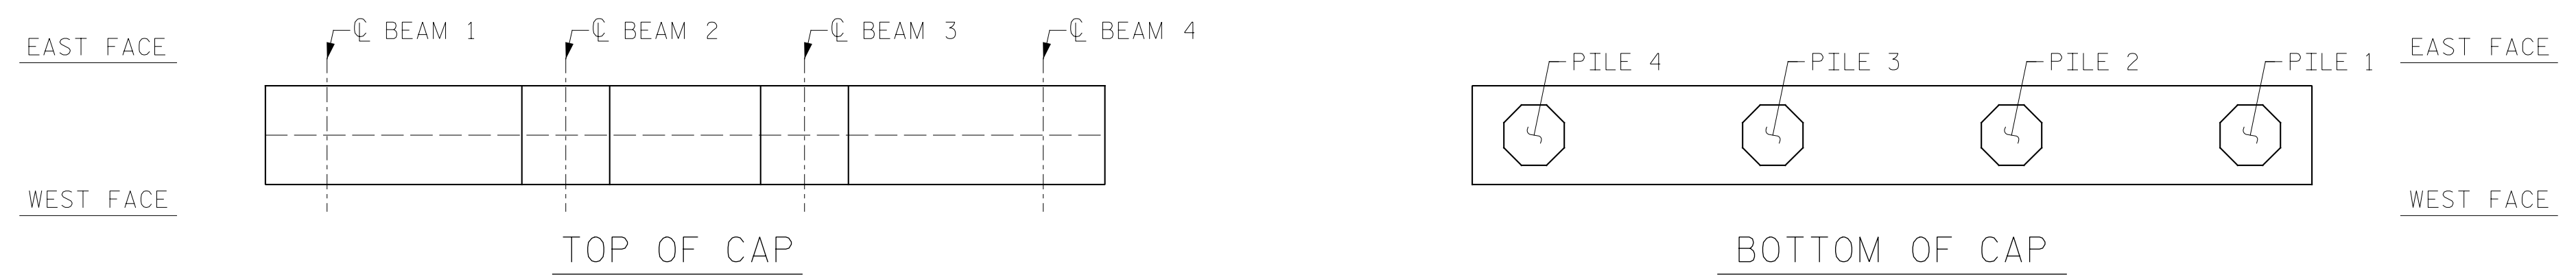 ℄ BEAM 1
℄ BEAM 2
℄ BEAM 3
℄ BEAM 4
EAST FACE
WEST FACE
TOP OF CAP
PILE 4
PILE 3
PILE 2
PILE 1
EAST FACE
WEST FACE
BOTTOM OF CAP